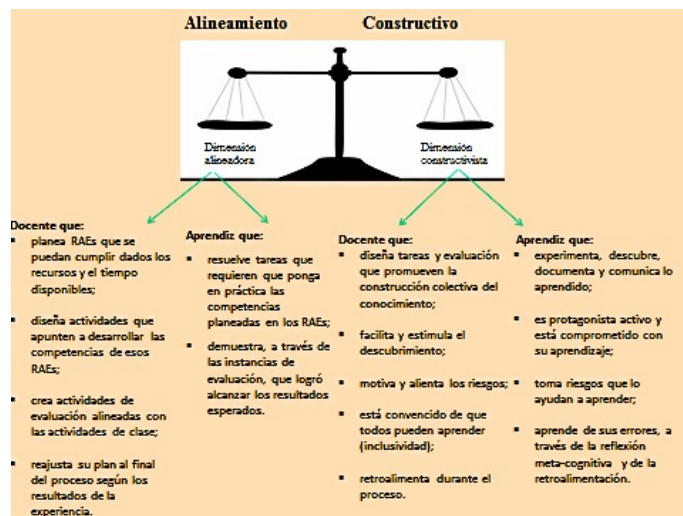 Alineamiento Constructivo
Dimensión
alineadora
Dimensión
constructivista
Docente que:
▪ planea RAEs que se
puedan cumplir dados los
recursos y el tiempo
disponibles;
▪ diseña actividades que
apunten a desarrollar las
competencias de esos
RAEs;
▪ crea actividades de
evaluación alineadas con
las actividades de clase;
▪ reajusta su plan al final
del proceso según los
resultados de la
experiencia.
Aprendiz que:
▪ resuelve tareas que
requieren que ponga
en práctica las
competencias
planeadas en los RAEs;
▪ demuestra, a través de
las instancias de
evaluación, que logró
alcanzar los resultados
esperados.
Docente que:
▪ diseña tareas y evaluación
que promueven la
construcción colectiva del
conocimiento;
▪ facilita y estimula el
descubrimiento;
▪ motiva y alienta los riesgos;
▪ está convencido de que
todos pueden aprender
(inclusividad);
▪ retroalimenta durante el
proceso.
Aprendiz que:
▪ experimenta, descubre,
documenta y comunica lo
aprendido;
▪ es protagonista activo y
está comprometido con
su aprendizaje;
▪ toma riesgos que lo
ayudan a aprender;
▪ aprende de sus errores, a
través de la reflexión
meta-cognitiva y de la
retroalimentación.